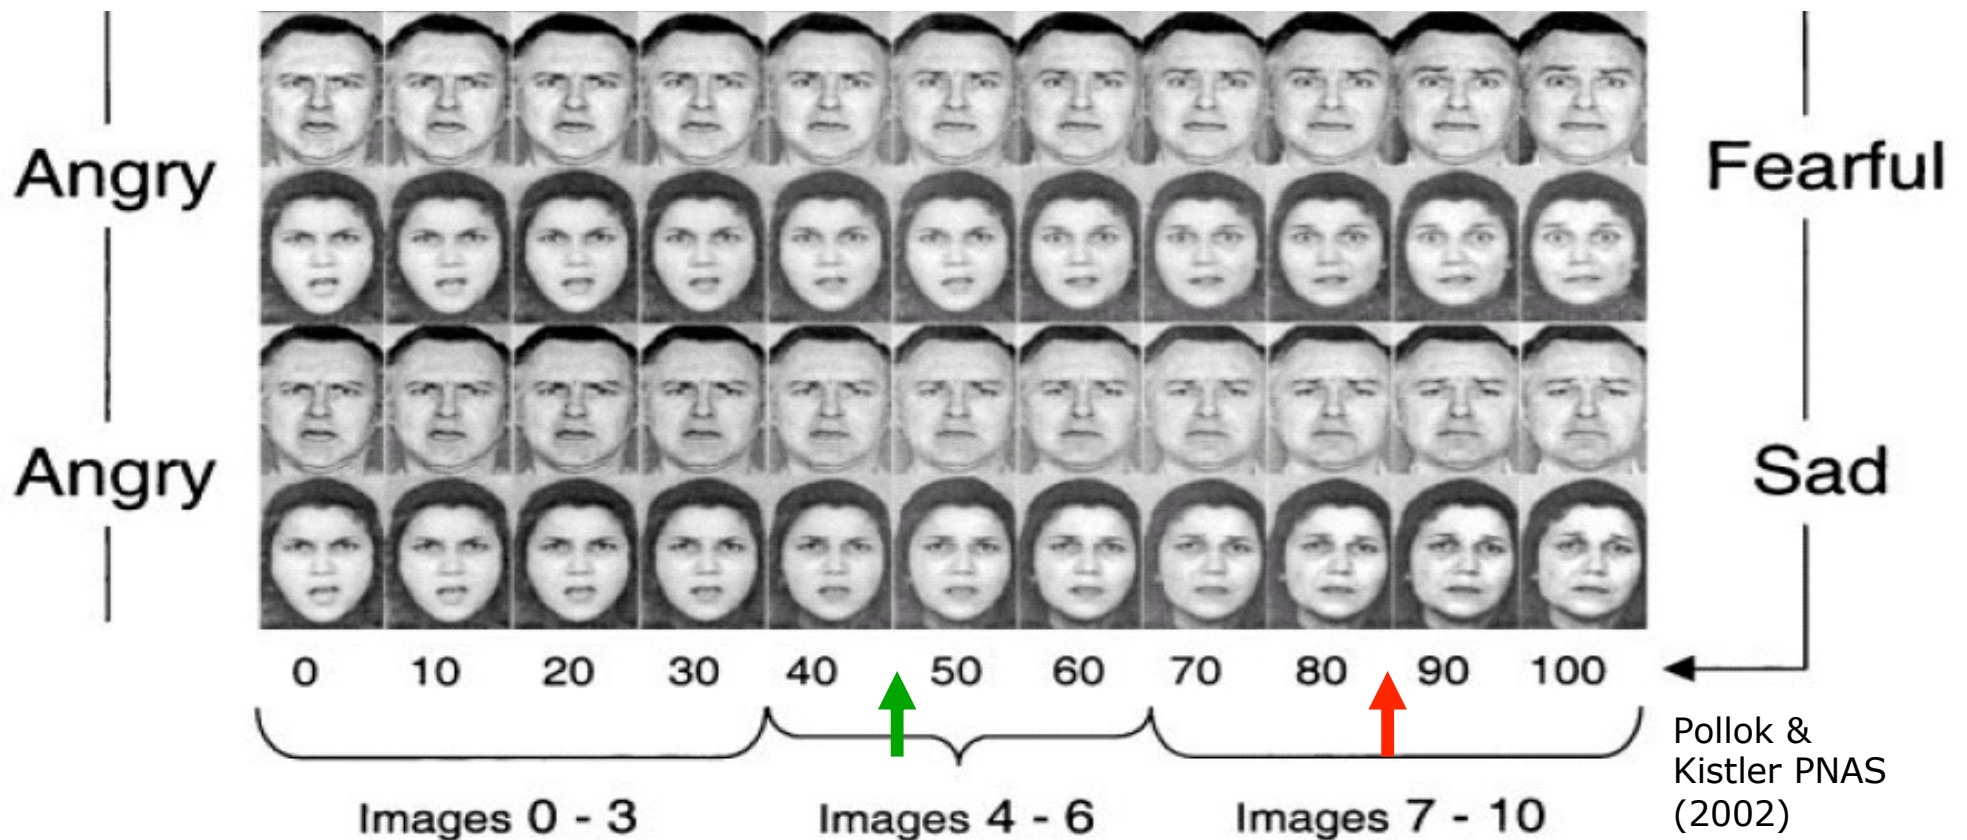 Angry
Fearful
Angry
Sad
0 10 20 30 40 50 60 70 80 90 100
Images 0 - 3
Images 4 - 6
Images 7 - 10
Pollok &
Kistler PNAS
(2002)